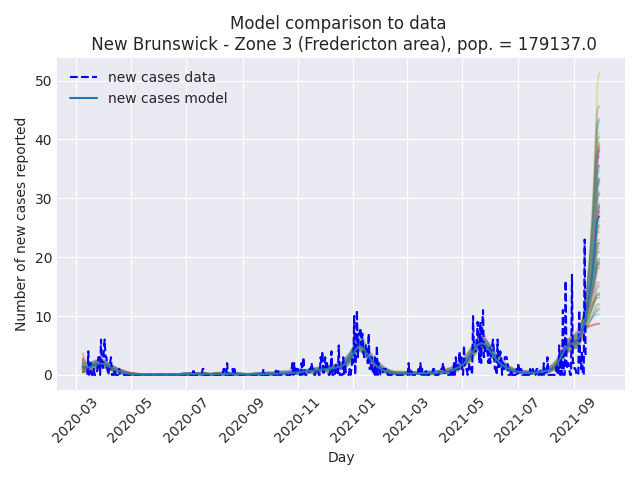 Model comparison to data
New Brunswick - Zone 3 (Fredericton area), pop. = 179137.0
new cases data
new cases model
Number of new cases reported
50
40
30
20
10
0
2020-03
2020-05
2020-07
2020-09
2020-11
2021-01
2021-03
2021-05
2021-07
2021-09
Day